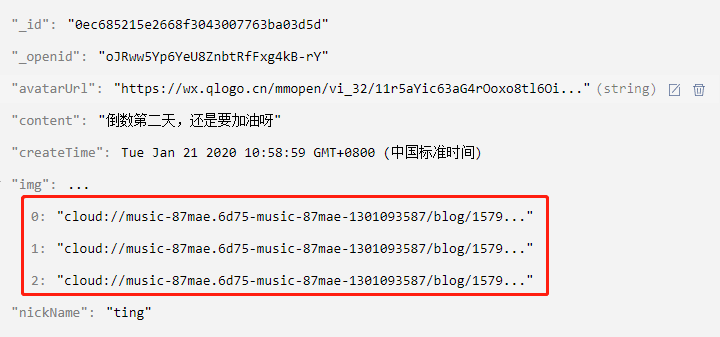 "_id": "0ec685215e2668f3043007763ba03d5d"
"_openid": "oJRww5Yp6YeU8ZnbtRfFxg4kB-rY"
"avatarUrl": "https://wx.qlogo.cn/mmopen/vi_32/11r5aYic63aG4rOoxo8tl6Oi..." (string)
"content": "倒数第二天，还是要加油呀"
"createTime": Tue Jan 21 2020 10:58:59 GMT+0800 (中国标准时间)
"img": ...
0: "cloud://music-87mae.6d75-music-87mae-1301093587/blog/1579..."
1: "cloud://music-87mae.6d75-music-87mae-1301093587/blog/1579..."
2: "cloud://music-87mae.6d75-music-87mae-1301093587/blog/1579..."
"nickName": "ting"